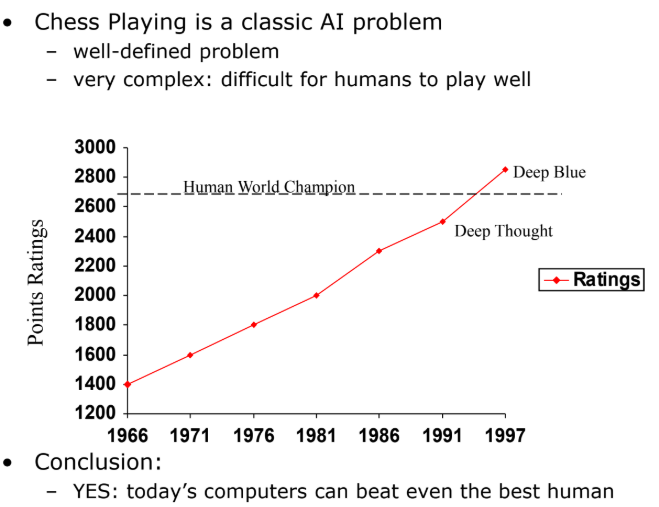 • Chess Playing is a classic AI problem
– well-defined problem
– very complex: difficult for humans to play well
3000
2800
2600
2400
2200
2000
1800
1600
1400
1200
Points Ratings
Human World Champion
Deep Blue
Deep Thought
Ratings
1966 1971 1976 1981 1986 1991 1997
• Conclusion:
– YES: today’s computers can beat even the best human